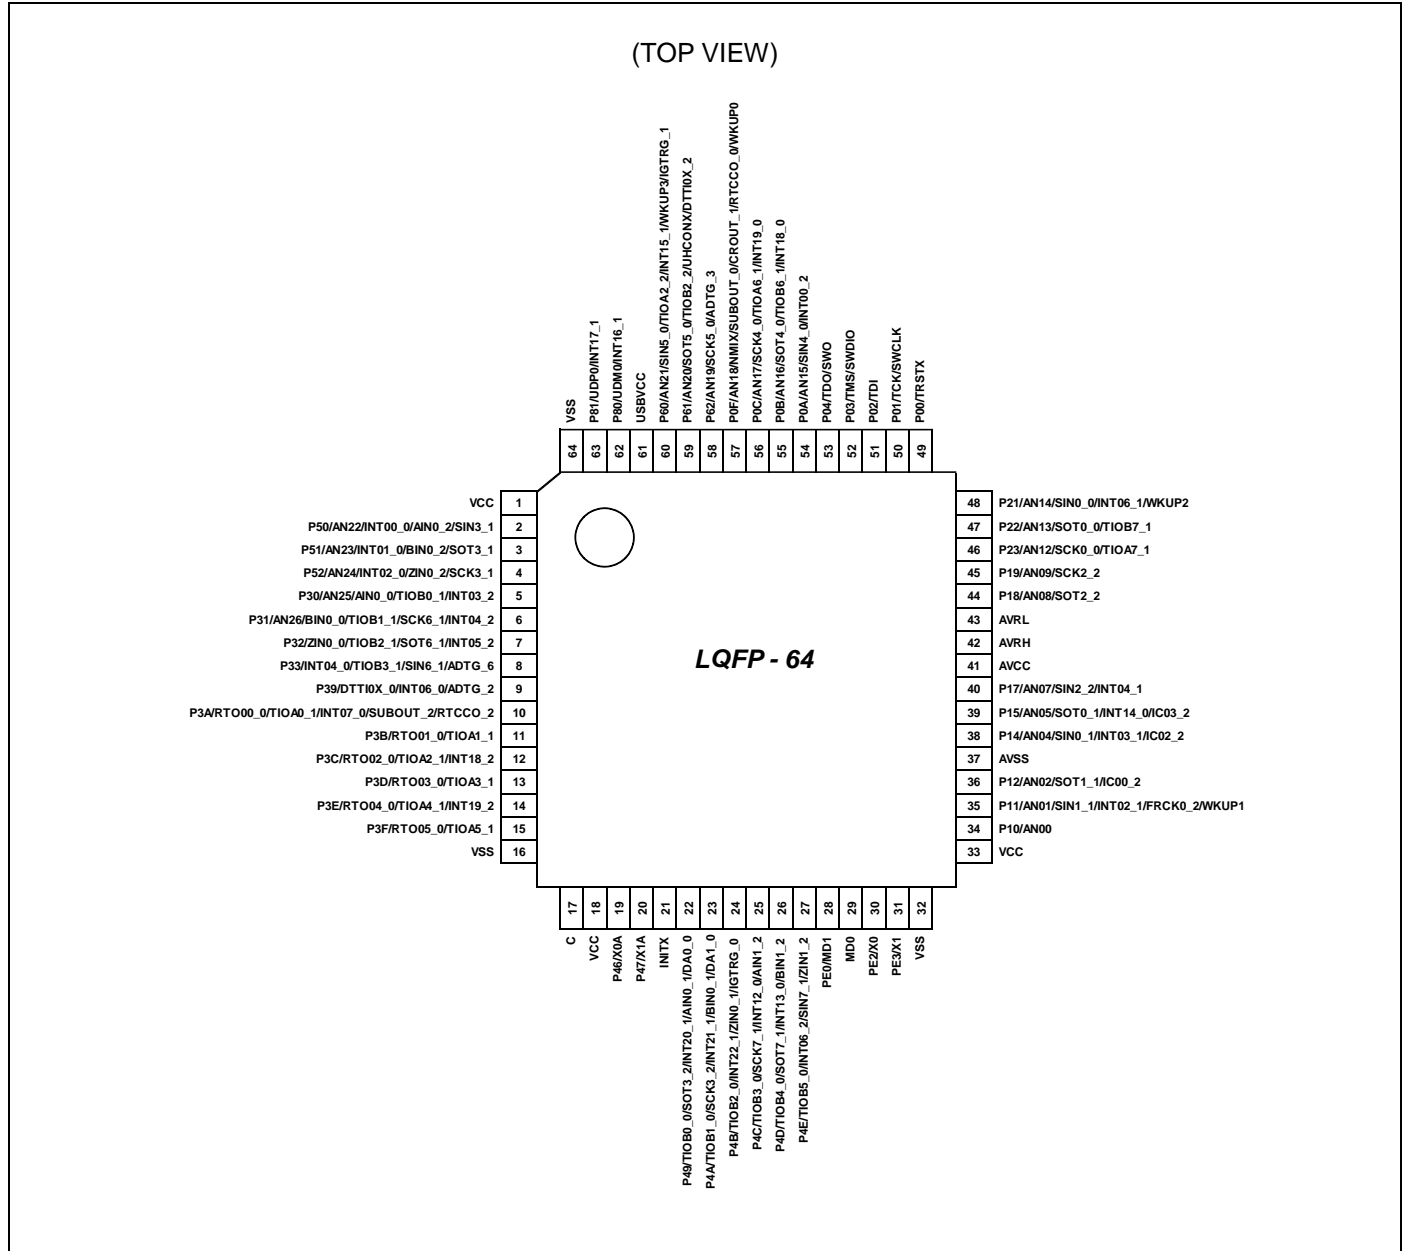 (TOP VIEW)
VSS
P81/UDP0/INT17_1
P80/UDM0/INT16_1
USBVCC
P60/AN21/SIN5_0/TIOA2_2/INT15_1/WKUP3/IGTRG_1
P61/AN20/SOT5_0/TIOB2_2/UHCONX/DTTI0X_2
P62/AN19/SCK5_0/ADTG_3
P0F/AN18/NMIX/SUBOUT_0/CROUT_1/RTCCO_0/WKUP0
P0C/AN17/SCK4_0/TIOA6_1/INT19_0
P0B/AN16/SOT4_0/TIOB6_1/INT18_0
P0A/AN15/SIN4_0/INT00_2
P04/TDO/SWO
P03/TMS/SWDIO
P02/TDI
P01/TCK/SWCLK
P00/TRSTX
64 63 62 61 60 59 58 57 56 55 54 53 52 51 50 49
VCC 1
P50/AN22/INT00_0/AIN0_2/SIN3_1 2
P51/AN23/INT01_0/BIN0_2/SOT3_1 3
P52/AN24/INT02_0/ZIN0_2/SCK3_1 4
P30/AN25/AIN0_0/TIOB0_1/INT03_2 5
P31/AN26/BIN0_0/TIOB1_1/SCK6_1/INT04_2 6
P32/ZIN0_0/TIOB2_1/SOT6_1/INT05_2 7
P33/INT04_0/TIOB3_1/SIN6_1/ADTG_6 8
P39/DTTI0X_0/INT06_0/ADTG_2 9
P3A/RTO00_0/TIOA0_1/INT07_0/SUBOUT_2/RTCCO_2 10
P3B/RTO01_0/TIOA1_1 11
P3C/RTO02_0/TIOA2_1/INT18_2 12
P3D/RTO03_0/TIOA3_1 13
P3E/RTO04_0/TIOA4_1/INT19_2 14
P3F/RTO05_0/TIOA5_1 15
VSS 16
LQFP - 64
48 P21/AN14/SIN0_0/INT06_1/WKUP2
47 P22/AN13/SOT0_0/TIOB7_1
46 P23/AN12/SCK0_0/TIOA7_1
45 P19/AN09/SCK2_2
44 P18/AN08/SOT2_2
43 AVRL
42 AVRH
41 AVCC
40 P17/AN07/SIN2_2/INT04_1
39 P15/AN05/SOT0_1/INT14_0/IC03_2
38 P14/AN04/SIN0_1/INT03_1/IC02_2
37 AVSS
36 P12/AN02/SOT1_1/IC00_2
35 P11/AN01/SIN1_1/INT02_1/FRCK0_2/WKUP1
34 P10/AN00
33 VCC
17 18 19 20 21 22 23 24 25 26 27 28 29 30 31 32
C
VCC
P46/X0A
P47/X1A
INITX
P49/TIOB0_0/SOT3_2/INT20_1/AIN0_1/DA0_0
P4A/TIOB1_0/SCK3_2/INT21_1/BIN0_1/DA1_0
P4B/TIOB2_0/INT22_1/ZIN0_1/IGTRG_0
P4C/TIOB3_0/SCK7_1/INT12_0/AIN1_2
P4D/TIOB4_0/SOT7_1/INT13_0/BIN1_2
P4E/TIOB5_0/INT06_2/SIN7_1/ZIN1_2
PE0/MD1
MD0
PE2/X0
PE3/X1
VSS